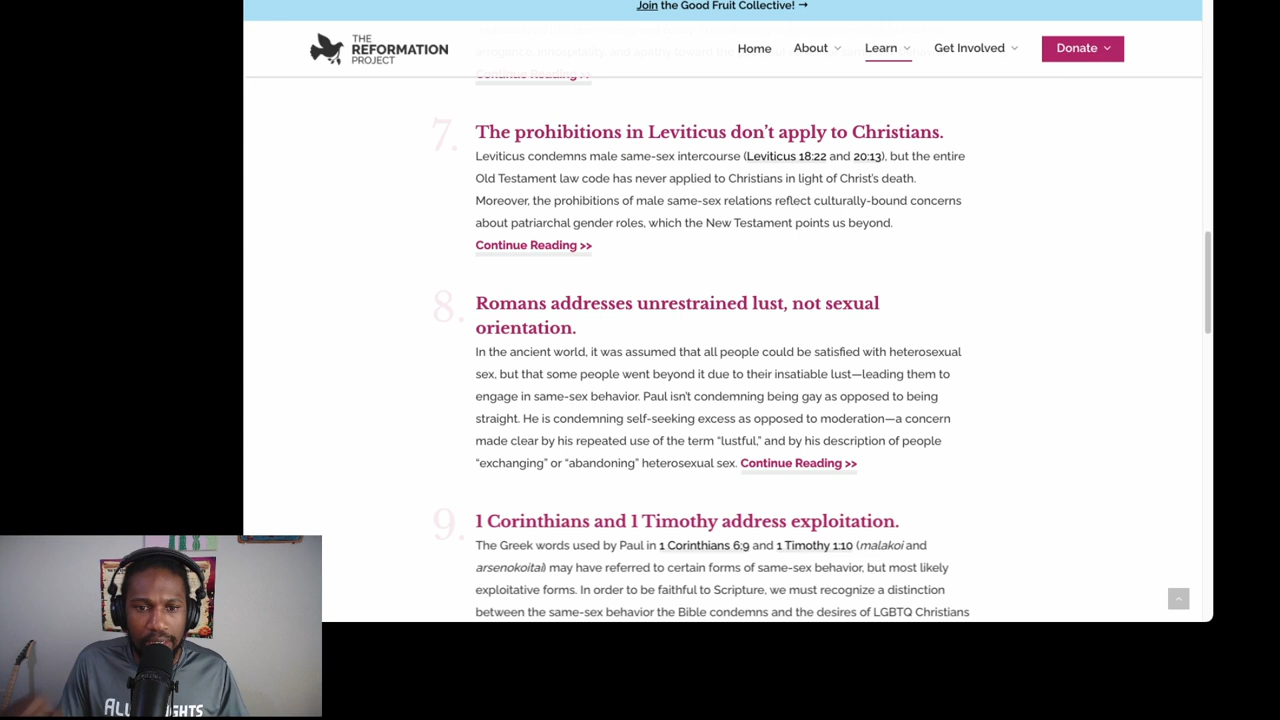 Join the Good Fruit Collective! →
THE
REFORMATION
PROJECT
Home About Learn Get Involved Donate
Continue Reading >>
7. The prohibitions in Leviticus don’t apply to Christians.
Leviticus condemns male same-sex intercourse (Leviticus 18:22 and 20:13), but the entire
Old Testament law code has never applied to Christians in light of Christ’s death.
Moreover, the prohibitions of male same-sex relations reflect culturally-bound concerns
about patriarchal gender roles, which the New Testament points us beyond.
Continue Reading >>
8. Romans addresses unrestrained lust, not sexual
orientation.
In the ancient world, it was assumed that all people could be satisfied with heterosexual
sex, but that some people went beyond it due to their insatiable lust—leading them to
engage in same-sex behavior. Paul isn’t condemning being gay as opposed to being
straight. He is condemning self-seeking excess as opposed to moderation—a concern
made clear by his repeated use of the term “lustful,” and by his description of people
“exchanging” or “abandoning” heterosexual sex. Continue Reading >>
9. 1 Corinthians and 1 Timothy address exploitation.
The Greek words used by Paul in 1 Corinthians 6:9 and 1 Timothy 1:10 (malakoi and
arsenokoitai) may have referred to certain forms of same-sex behavior, but most likely
exploitative forms. In order to be faithful to Scripture, we must recognize a distinction
between the same-sex behavior the Bible condemns and the desires of LGBTQ Christians